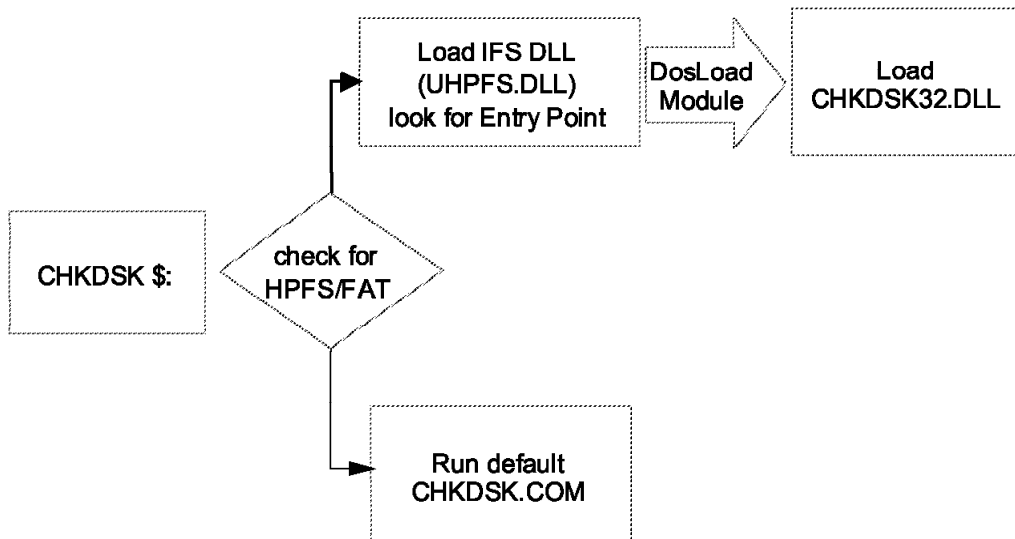 CHKDSK $:
check for
HPFS/FAT
Load IFS DLL
(UHPFS.DLL)
look for Entry Point
DosLoad
Module
Load
CHKDSK32.DLL
Run default
CHKDSK.COM